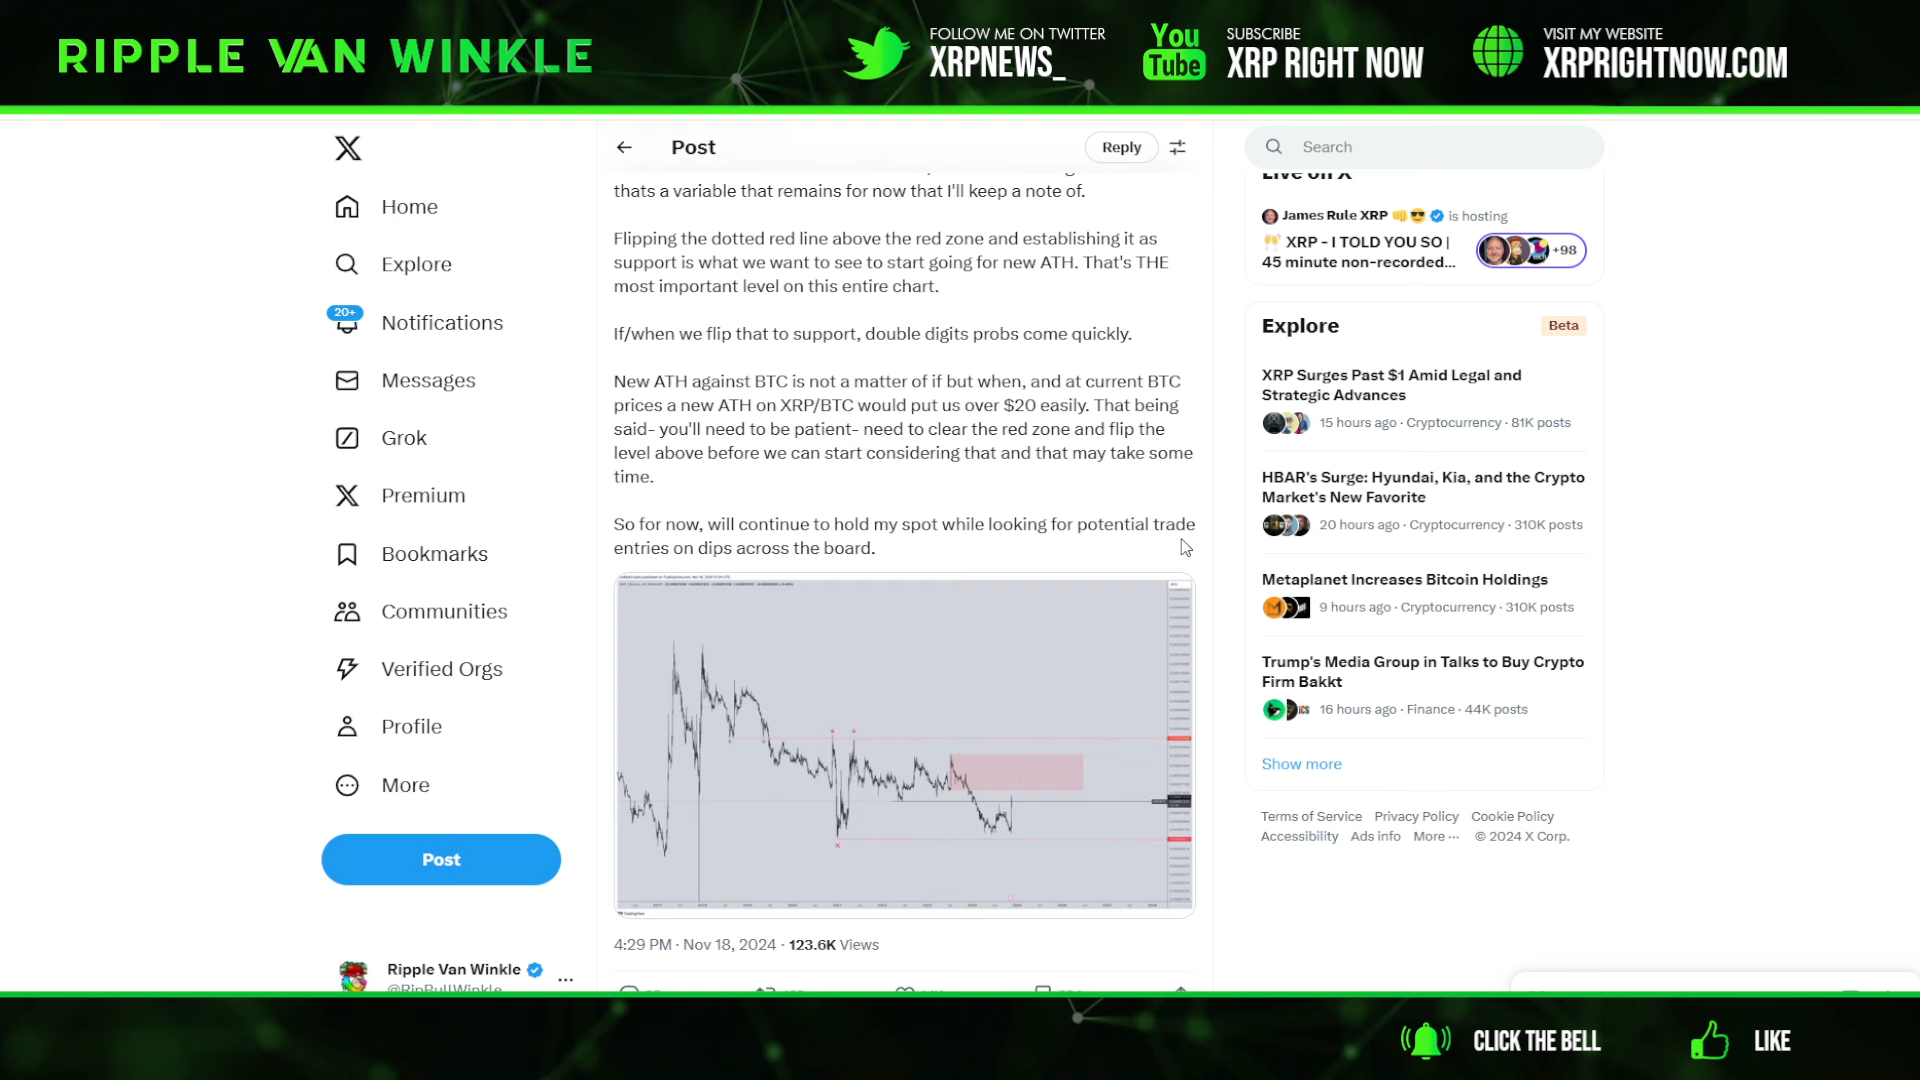 RIPPLE VAN WINKLE
FOLLOW ME ON TWITTER
XRPNEWS_
You
Tube
SUBSCRIBE
XRP RIGHT NOW
VISIT MY WEBSITE
XRPRIGHTNOW.COM
Home
Explore
20+
Notifications
Messages
Grok
Premium
Bookmarks
Communities
Verified Orgs
Profile
More
Post
Ripple Van Winkle
@RipBullWinkle
Post
Reply
thats a variable that remains for now that I'll keep a note of.
Flipping the dotted red line above the red zone and establishing it as
support is what we want to see to start going for new ATH. That's THE
most important level on this entire chart.
If/when we flip that to support, double digits probs come quickly.
New ATH against BTC is not a matter of if but when, and at current BTC
prices a new ATH on XRP/BTC would put us over $20 easily. That being
said- you'll need to be patient- need to clear the red zone and flip the
level above before we can start considering that and that may take some
time.
So for now, will continue to hold my spot while looking for potential trade
entries on dips across the board.
TradingView
4:29 PM · Nov 18, 2024 · 123.6K Views
Search
Live on X
James Rule XRP 👊😎 is hosting
🥂 XRP - I TOLD YOU SO |
45 minute non-recorded...
+98
Explore
Beta
XRP Surges Past $1 Amid Legal and
Strategic Advances
15 hours ago · Cryptocurrency · 81K posts
HBAR's Surge: Hyundai, Kia, and the Crypto
Market's New Favorite
20 hours ago · Cryptocurrency · 310K posts
Metaplanet Increases Bitcoin Holdings
9 hours ago · Cryptocurrency · 310K posts
Trump's Media Group in Talks to Buy Crypto
Firm Bakkt
16 hours ago · Finance · 44K posts
Show more
Terms of Service Privacy Policy Cookie Policy
Accessibility Ads info More ··· © 2024 X Corp.
CLICK THE BELL
LIKE